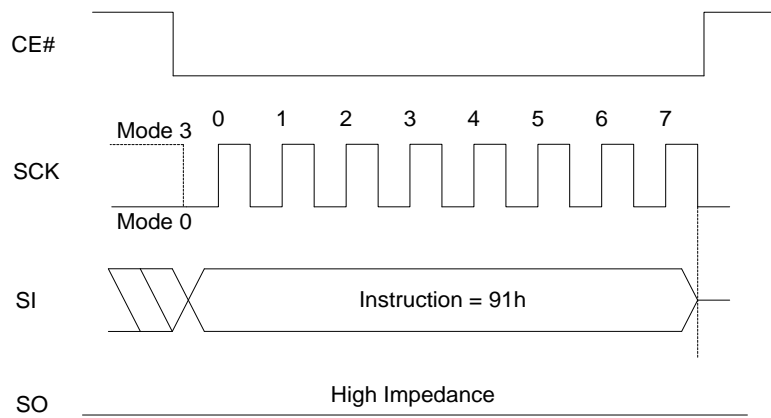 CE#
0 1 2 3 4 5 6 7
Mode 3
SCK
Mode 0
SI
Instruction = 91h
High Impedance
SO